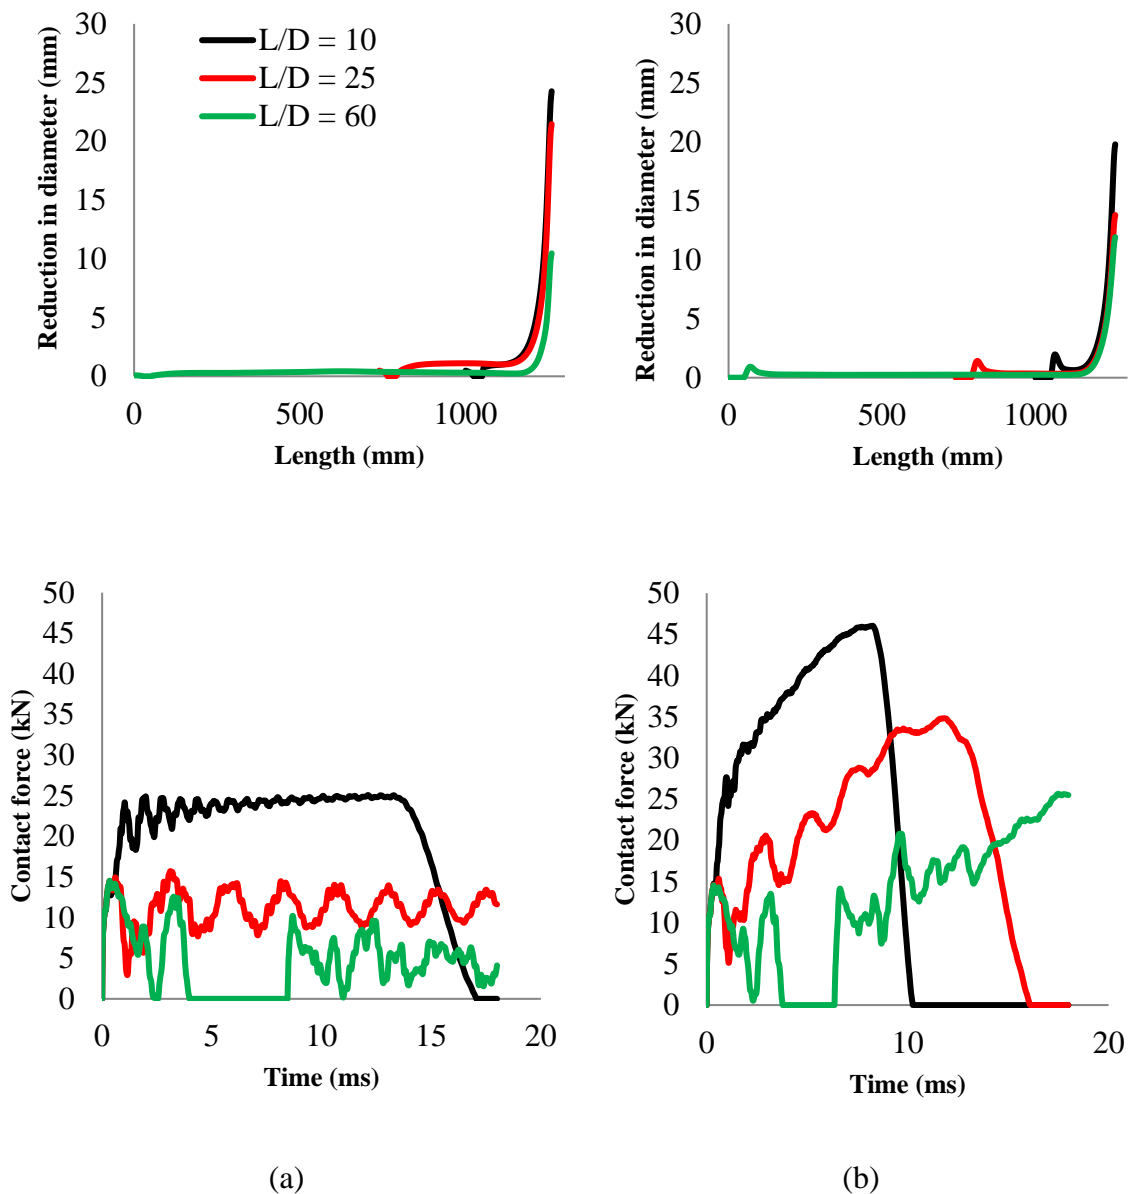 30
25
20
15
10
5
0
0 500 1000
Reduction in diameter (mm)
Length (mm)
L/D = 10
L/D = 25
L/D = 60
30
25
20
15
10
5
0
0 500 1000
Reduction in diameter (mm)
Length (mm)
50
45
40
35
30
25
20
15
10
5
0
0 5 10 15 20
Contact force (kN)
Time (ms)
50
45
40
35
30
25
20
15
10
5
0
0 10 20
Contact force (kN)
Time (ms)
(a) (b)